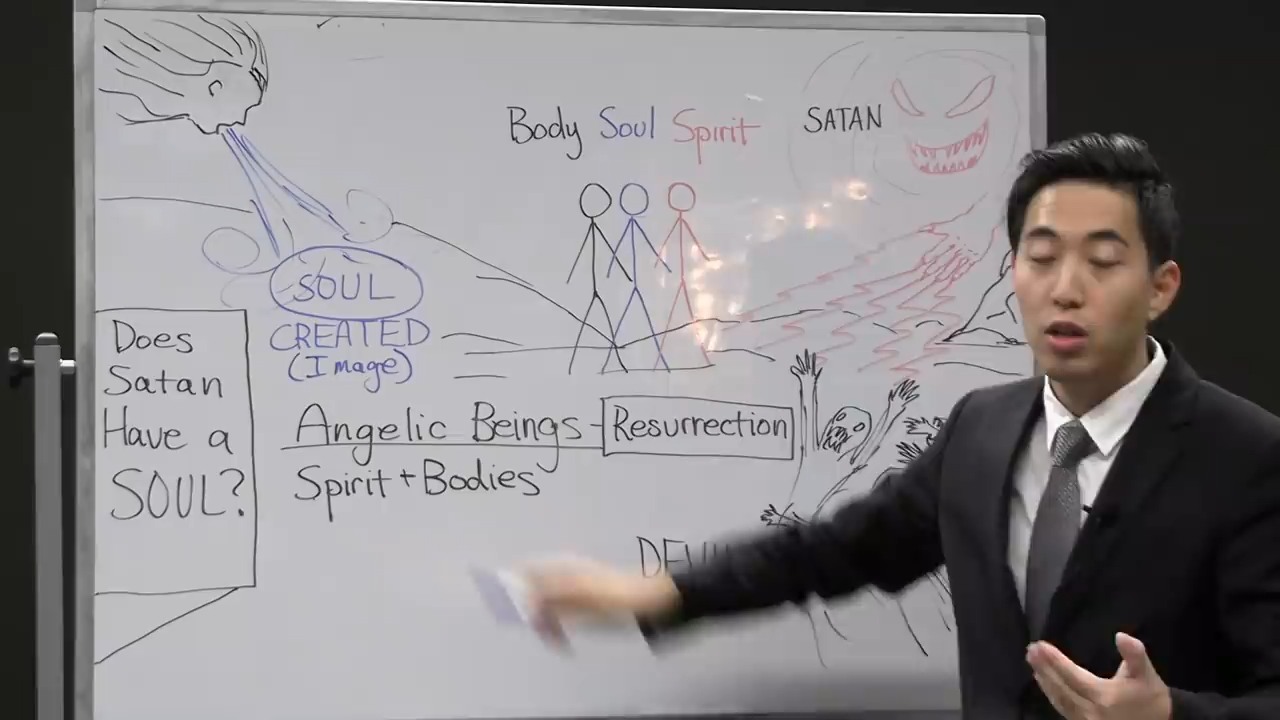 Body Soul Spirit
SATAN
SOUL
CREATED
(Image)
Does
Satan
Have a
SOUL?
Angelic Beings - Resurrection
Spirit + Bodies